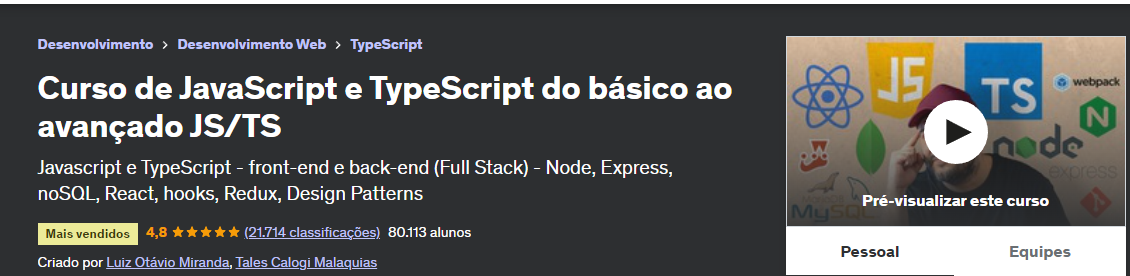 Desenvolvimento > Desenvolvimento Web > TypeScript
Curso de JavaScript e TypeScript do básico ao
avançado JS/TS
Javascript e TypeScript - front-end e back-end (Full Stack) - Node, Express,
noSQL, React, hooks, Redux, Design Patterns
Mais vendidos 4,8 (21.714 classificações) 80.113 alunos
Criado por Luiz Otávio Miranda, Tales Calogi Malaquias
JS
TS
webpack
N
node
express
MySQL
Pré-visualizar este curso
Pessoal Equipes